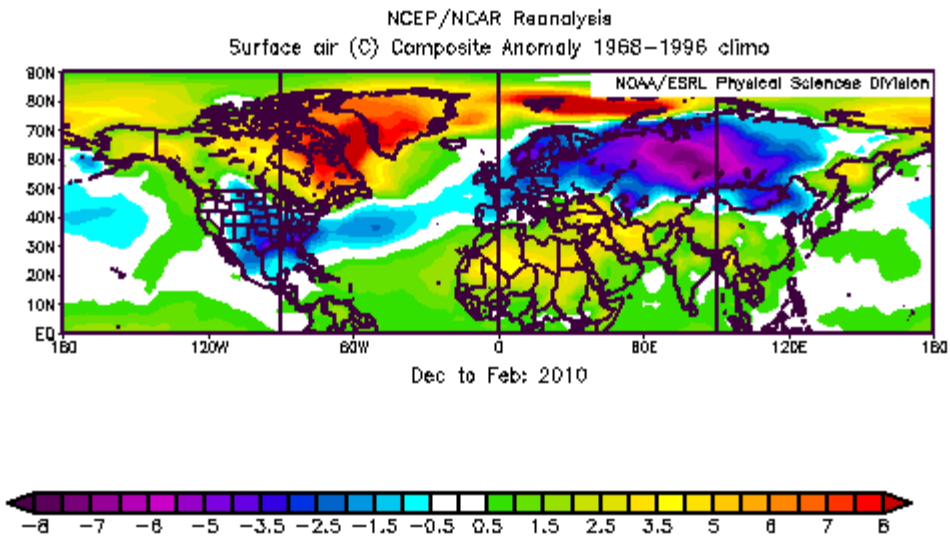 NCEP/NCAR Reanalysis
Surface air (C) Composite Anomaly 1968-1996 climo
NOAA/ESRL Physical Sciences Division
90N
80N
70N
60N
50N
40N
30N
20N
10N
EQ
180 120W 60W 0 60E 120E 180
Dec to Feb: 2010
-8 -7 -6 -5 -3.5 -2.5 -1.5 -0.5 0.5 1.5 2.5 3.5 5 6 7 8